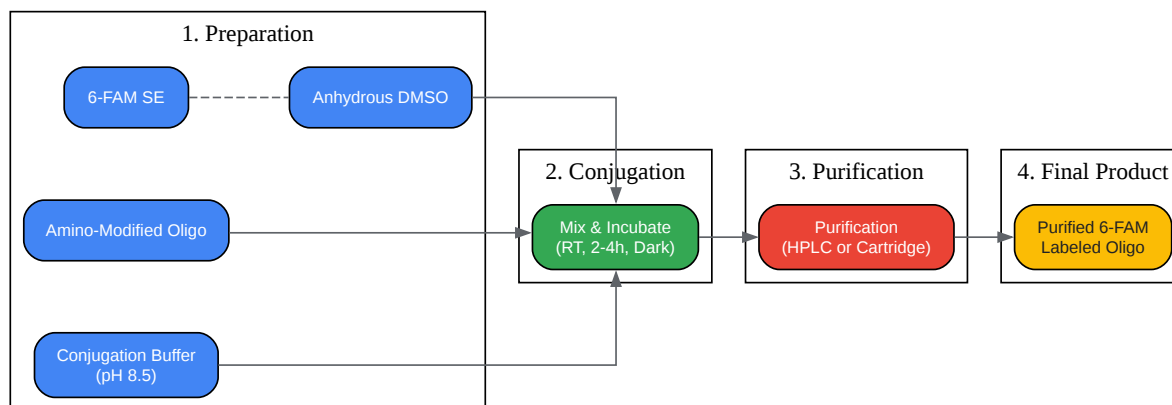 1. Preparation
6-FAM SE
Anhydrous DMSO
Amino-Modified Oligo
Conjugation Buffer
(pH 8.5)
2. Conjugation
Mix & Incubate
(RT, 2-4h, Dark)
3. Purification
Purification
(HPLC or Cartridge)
4. Final Product
Purified 6-FAM
Labeled Oligo